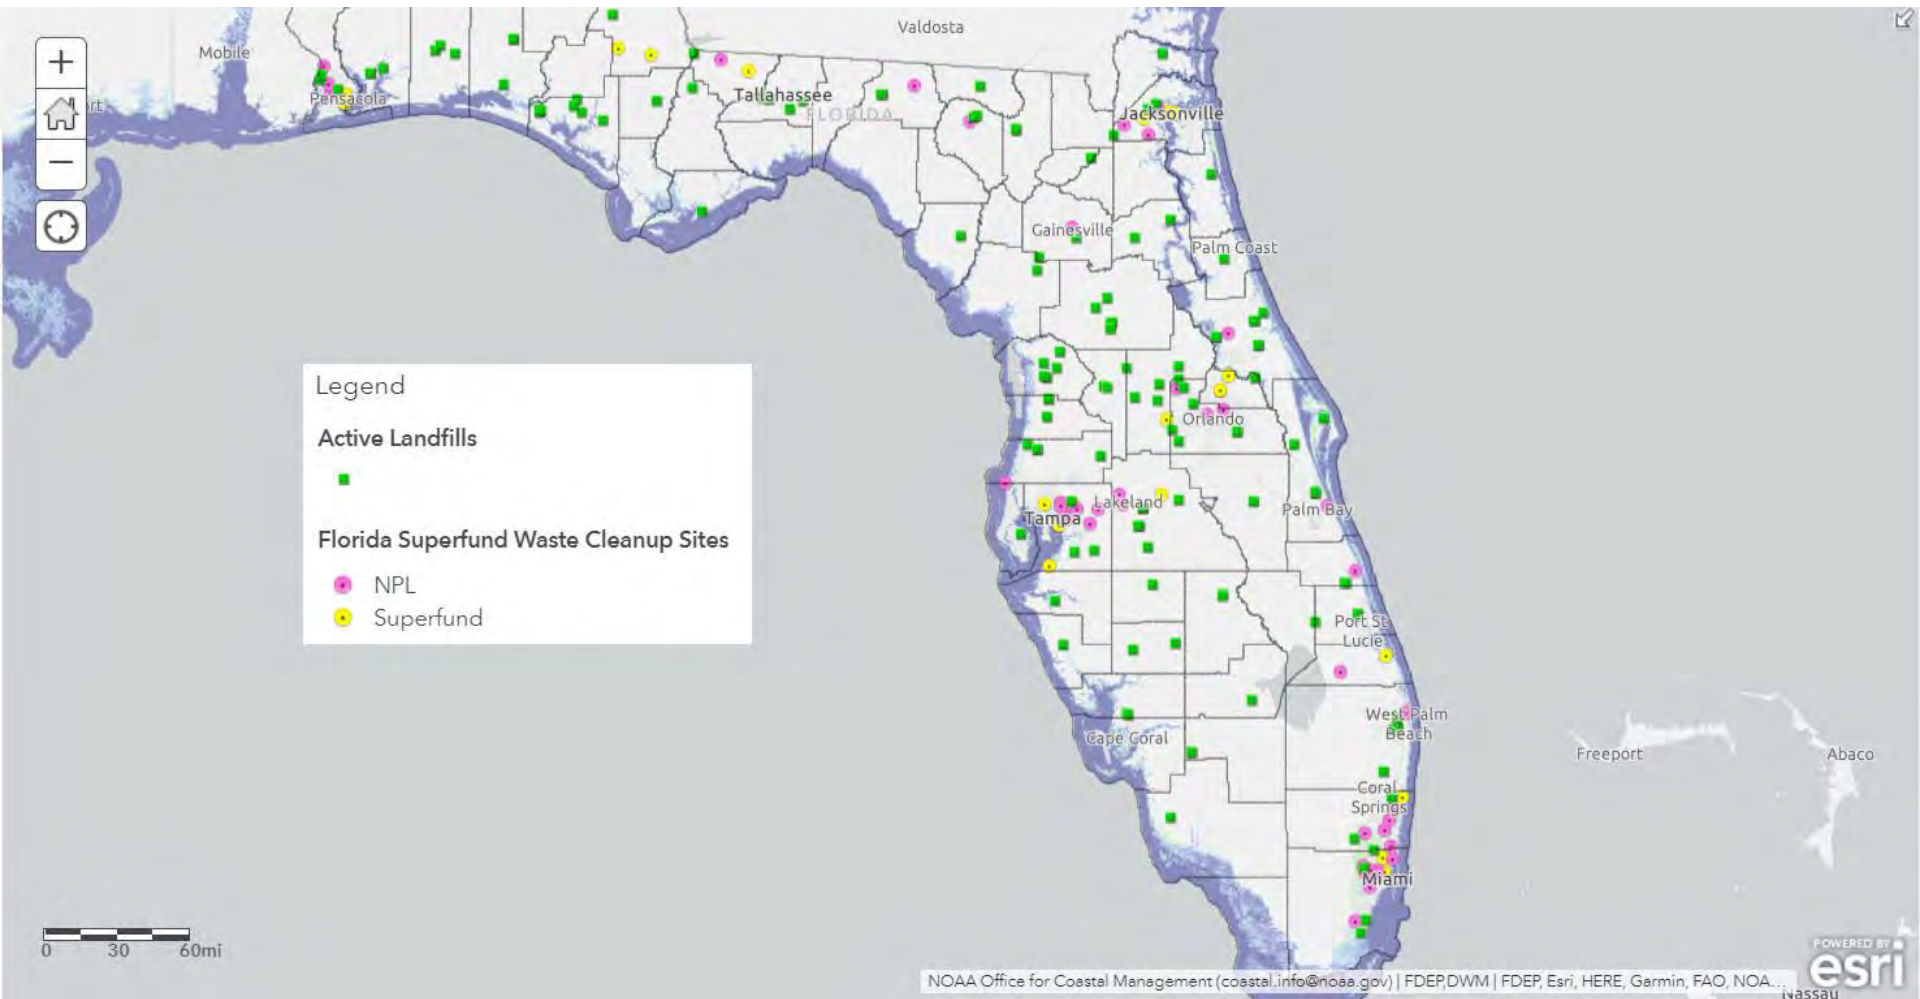 Valdosta
Mobile
Pensacola
Tallahassee
FLORIDA
Jacksonville
Gainesville
Palm Coast
Legend
Active Landfills
Florida Superfund Waste Cleanup Sites
NPL
Superfund
Orlando
Lakeland
Tampa
Palm Bay
Port St
Lucie
West Palm
Beach
Cape Coral
Freeport
Abaco
Coral
Springs
Miami
0 30 60mi
POWERED BY
esri
NOAA Office for Coastal Management (coastal.info@noaa.gov) | FDEP,DWM | FDEP, Esri, HERE, Garmin, FAO, NOA...
Nassau